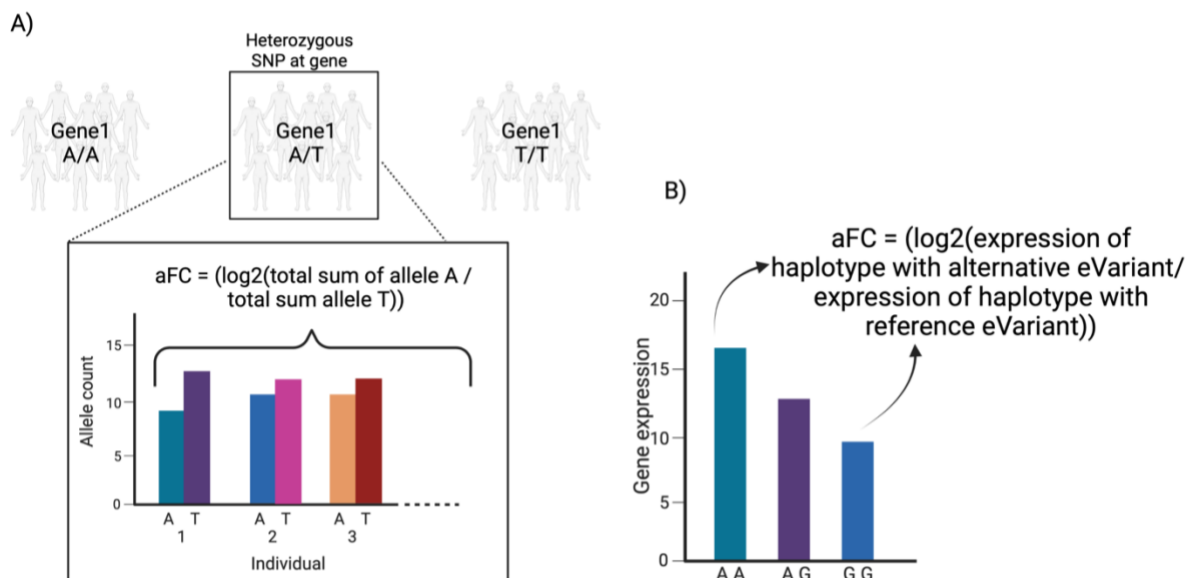 A)
Heterozygous
SNP at gene
Gene1
A/A
Gene1
A/T
Gene1
T/T
aFC = (log2(total sum of allele A /
total sum allele T))
Allele count
15
10
5
0
A T
1
A T
2
A T
3
Individual
B)
aFC = (log2(expression of
haplotype with alternative eVariant/
expression of haplotype with
reference eVariant))
Gene expression
20
15
10
5
0
A A
A G
G G